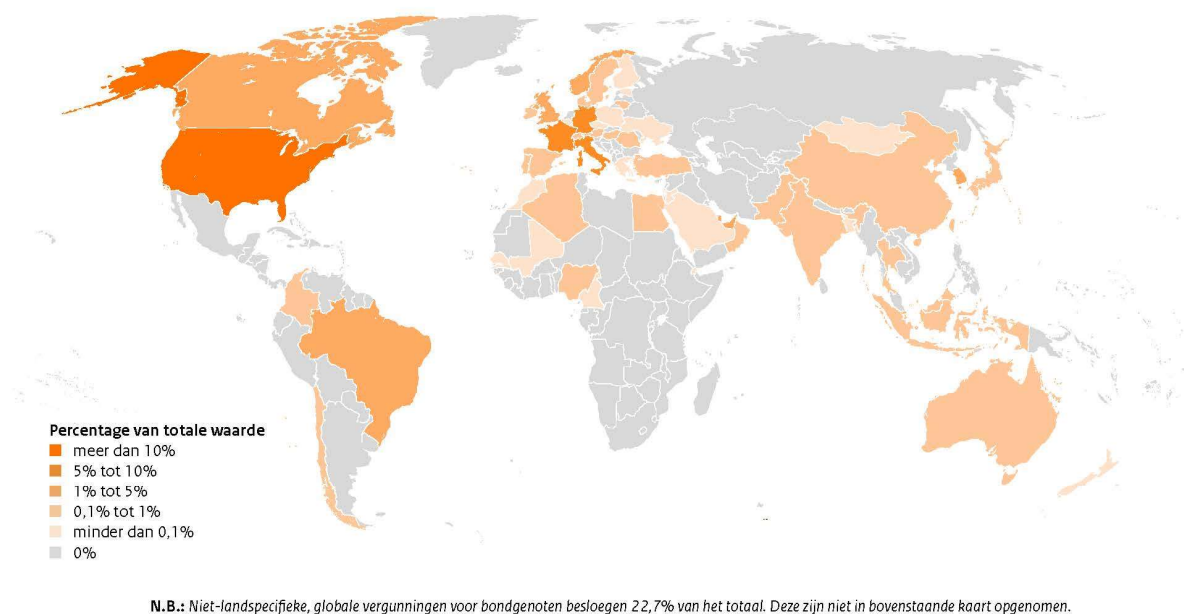 Percentage van totale waarde
meer dan 10%
5% tot 10%
1% tot 5%
0,1% tot 1%
minder dan 0,1%
0%
N.B.: Niet-landspecifieke, globale vergunningen voor bondgenoten besloegen 22,7% van het totaal. Deze zijn niet in bovenstaande kaart opgenomen.